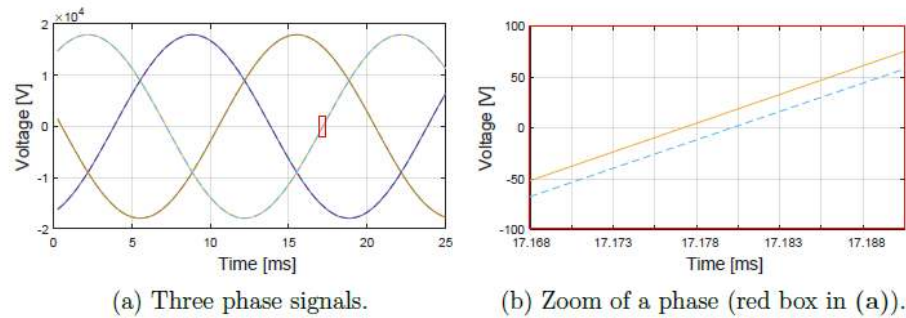 ×10⁴
2
1
0
-1
-2
Voltage [V]
0 5 10 15 20 25
Time [ms]
(a) Three phase signals.
100
50
0
-50
-100
Voltage [V]
17.168 17.173 17.178 17.183 17.188
Time [ms]
(b) Zoom of a phase (red box in (a)).